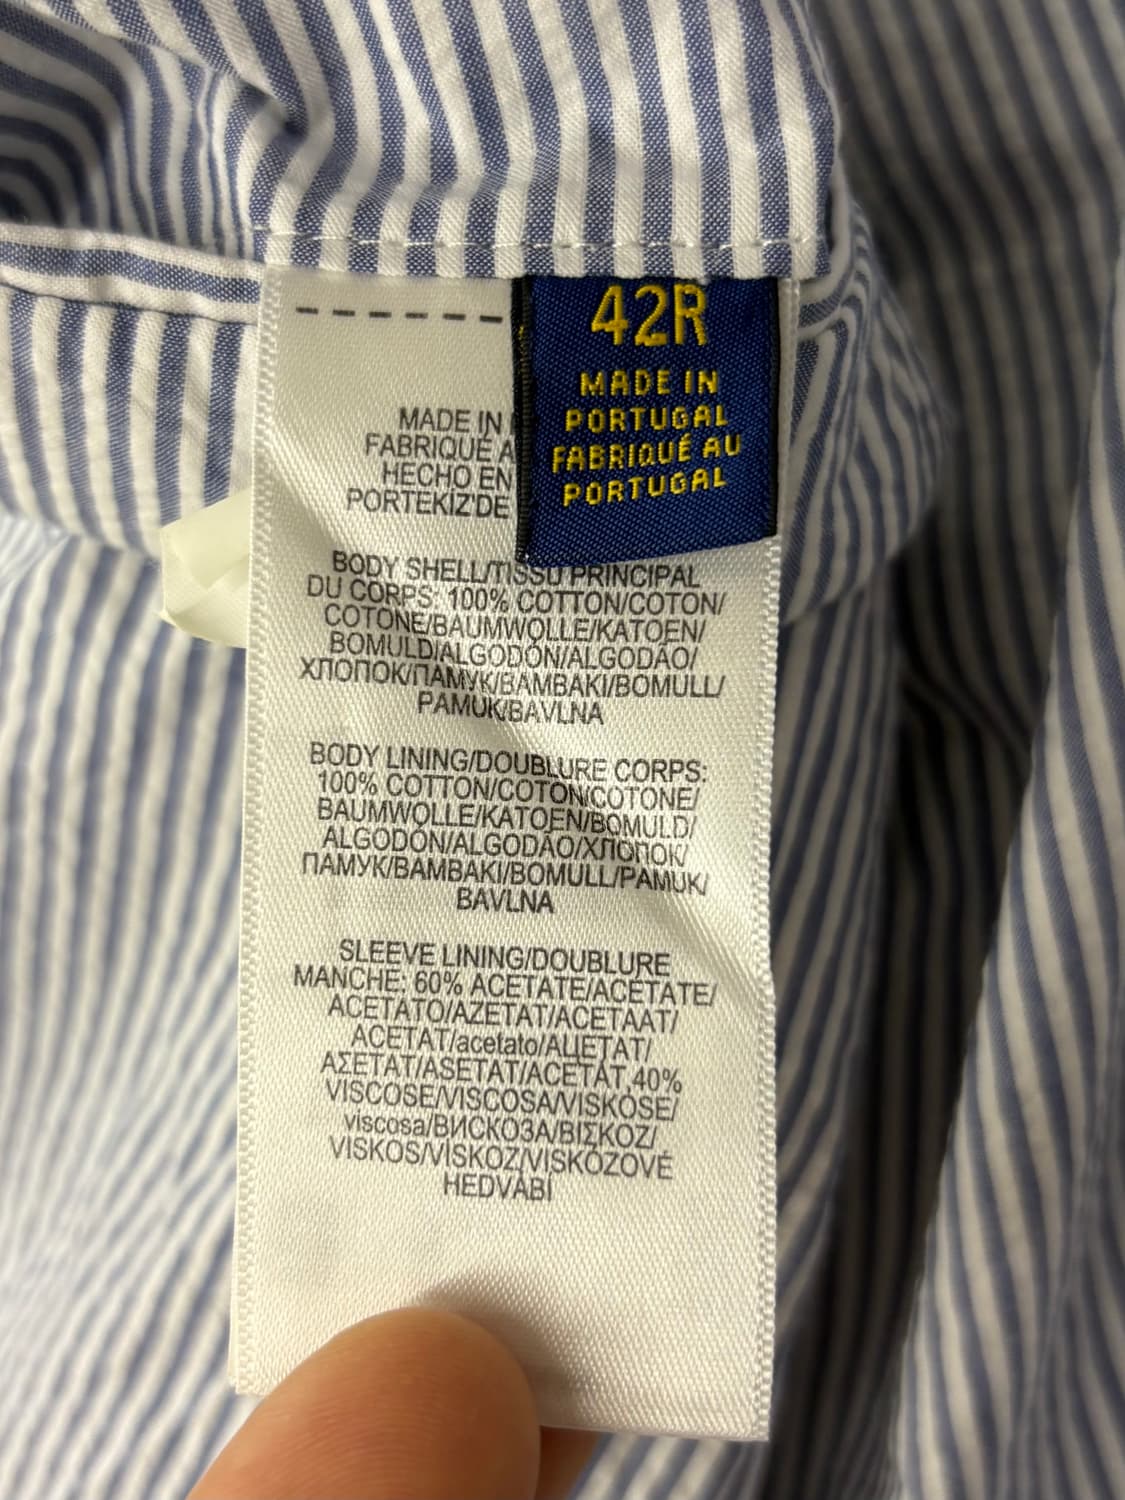 42R
MADE IN
PORTUGAL
FABRIQUÉ AU
PORTUGAL
MADE IN
FABRIQUÉ A
HECHO EN
PORTEKİZ'DE
BODY SHELL/TISSU PRINCIPAL
DU CORPS: 100% COTTON/COTON/
COTONE/BAUMWOLLE/KATOEN/
BOMULD/ALGODÓN/ALGODÃO/
ХЛОПОК/ПАМУК/BAMBAKI/BOMULL/
PAMUK/BAVLNA
BODY LINING/DOUBLURE CORPS:
100% COTTON/COTON/COTONE/
BAUMWOLLE/KATOEN/BOMULD/
ALGODÓN/ALGODÃO/ХЛОПОК/
ПАМУК/BAMBAKI/BOMULL/PAMUK/
BAVLNA
SLEEVE LINING/DOUBLURE
MANCHE: 60% ACETATE/ACÉTATE/
ACETATO/AZETAT/ACETAAT/
ACETAT/acetato/АЦЕТАТ/
ΑΣΕΤΑΤ/ASETAT/ACETÁT,40%
VISCOSE/VISCOSA/VISKOSE/
viscosa/ВИСКОЗА/ΒΙΣΚΟΖ/
VISKOS/VİSKOZ/VISKÓZOVÉ
HEDVÁBÍ